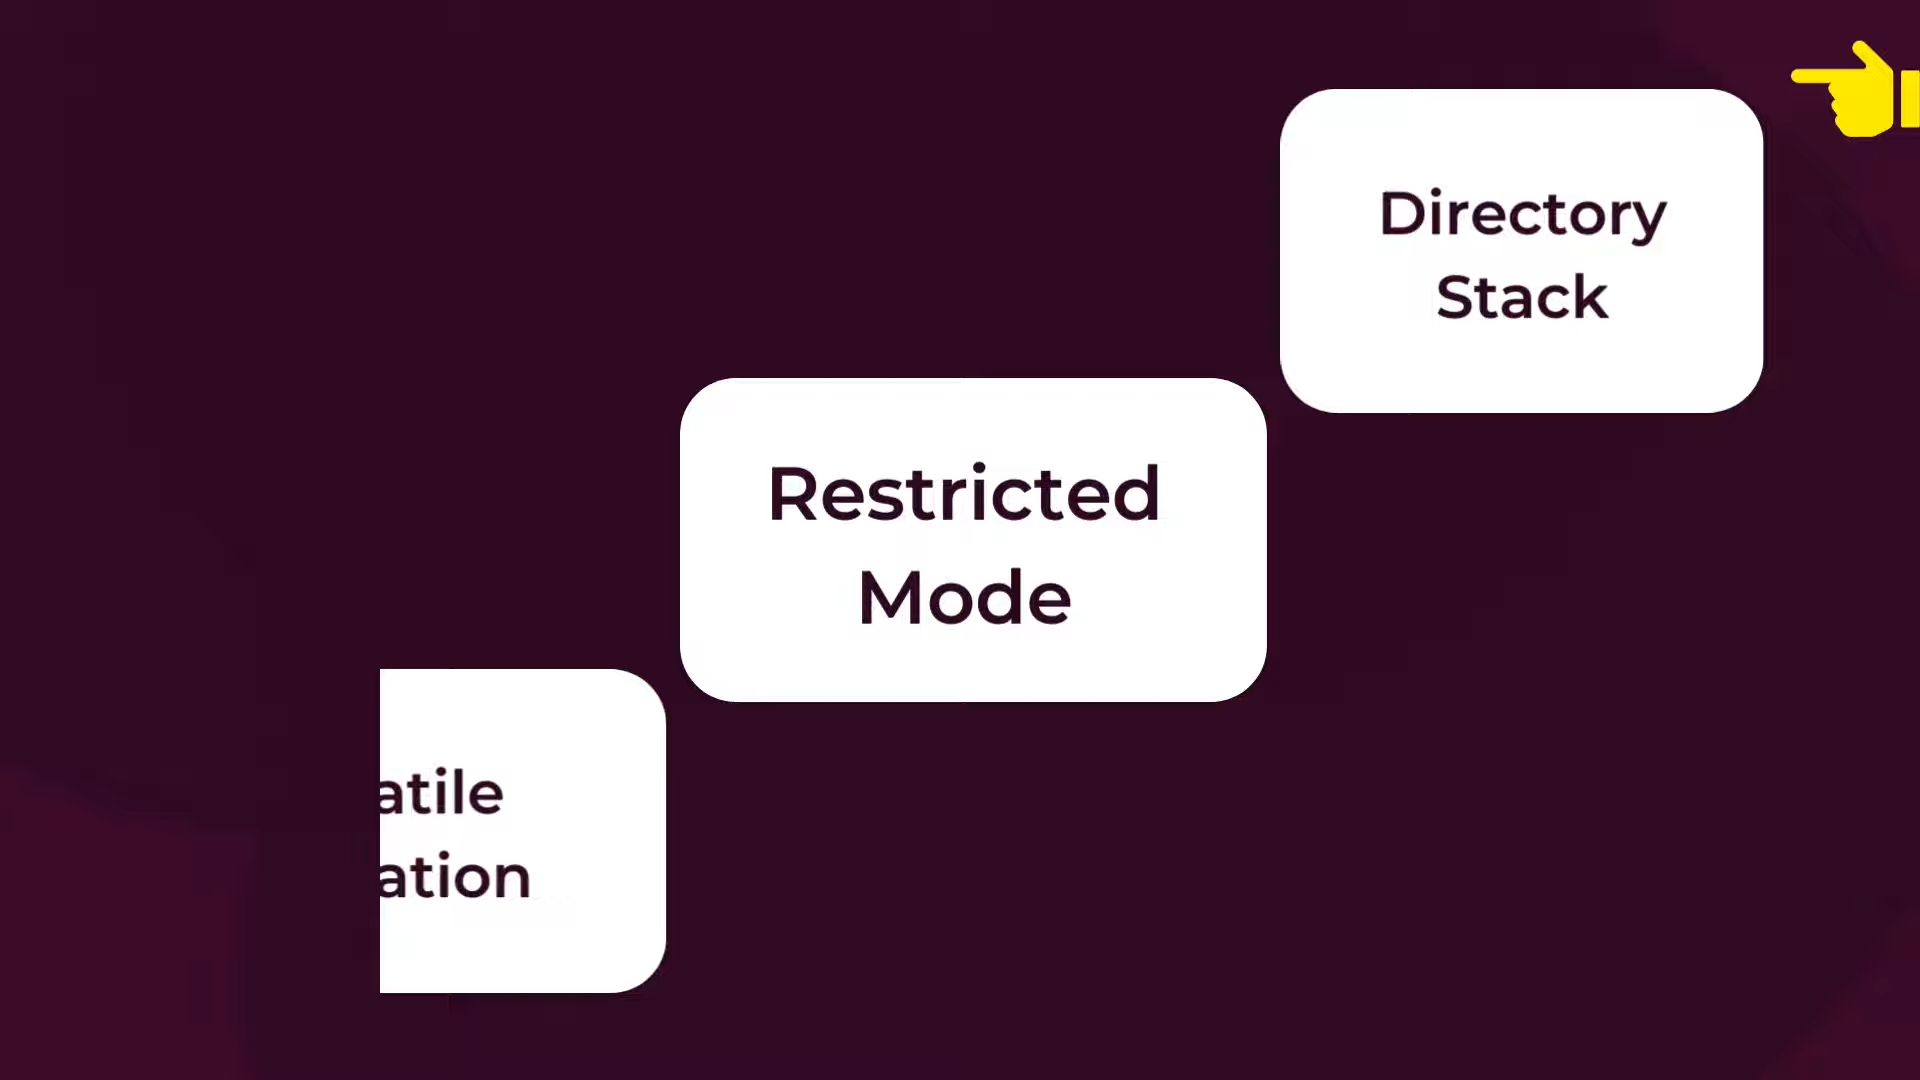 Directory
Stack
Restricted
Mode
atile
ation